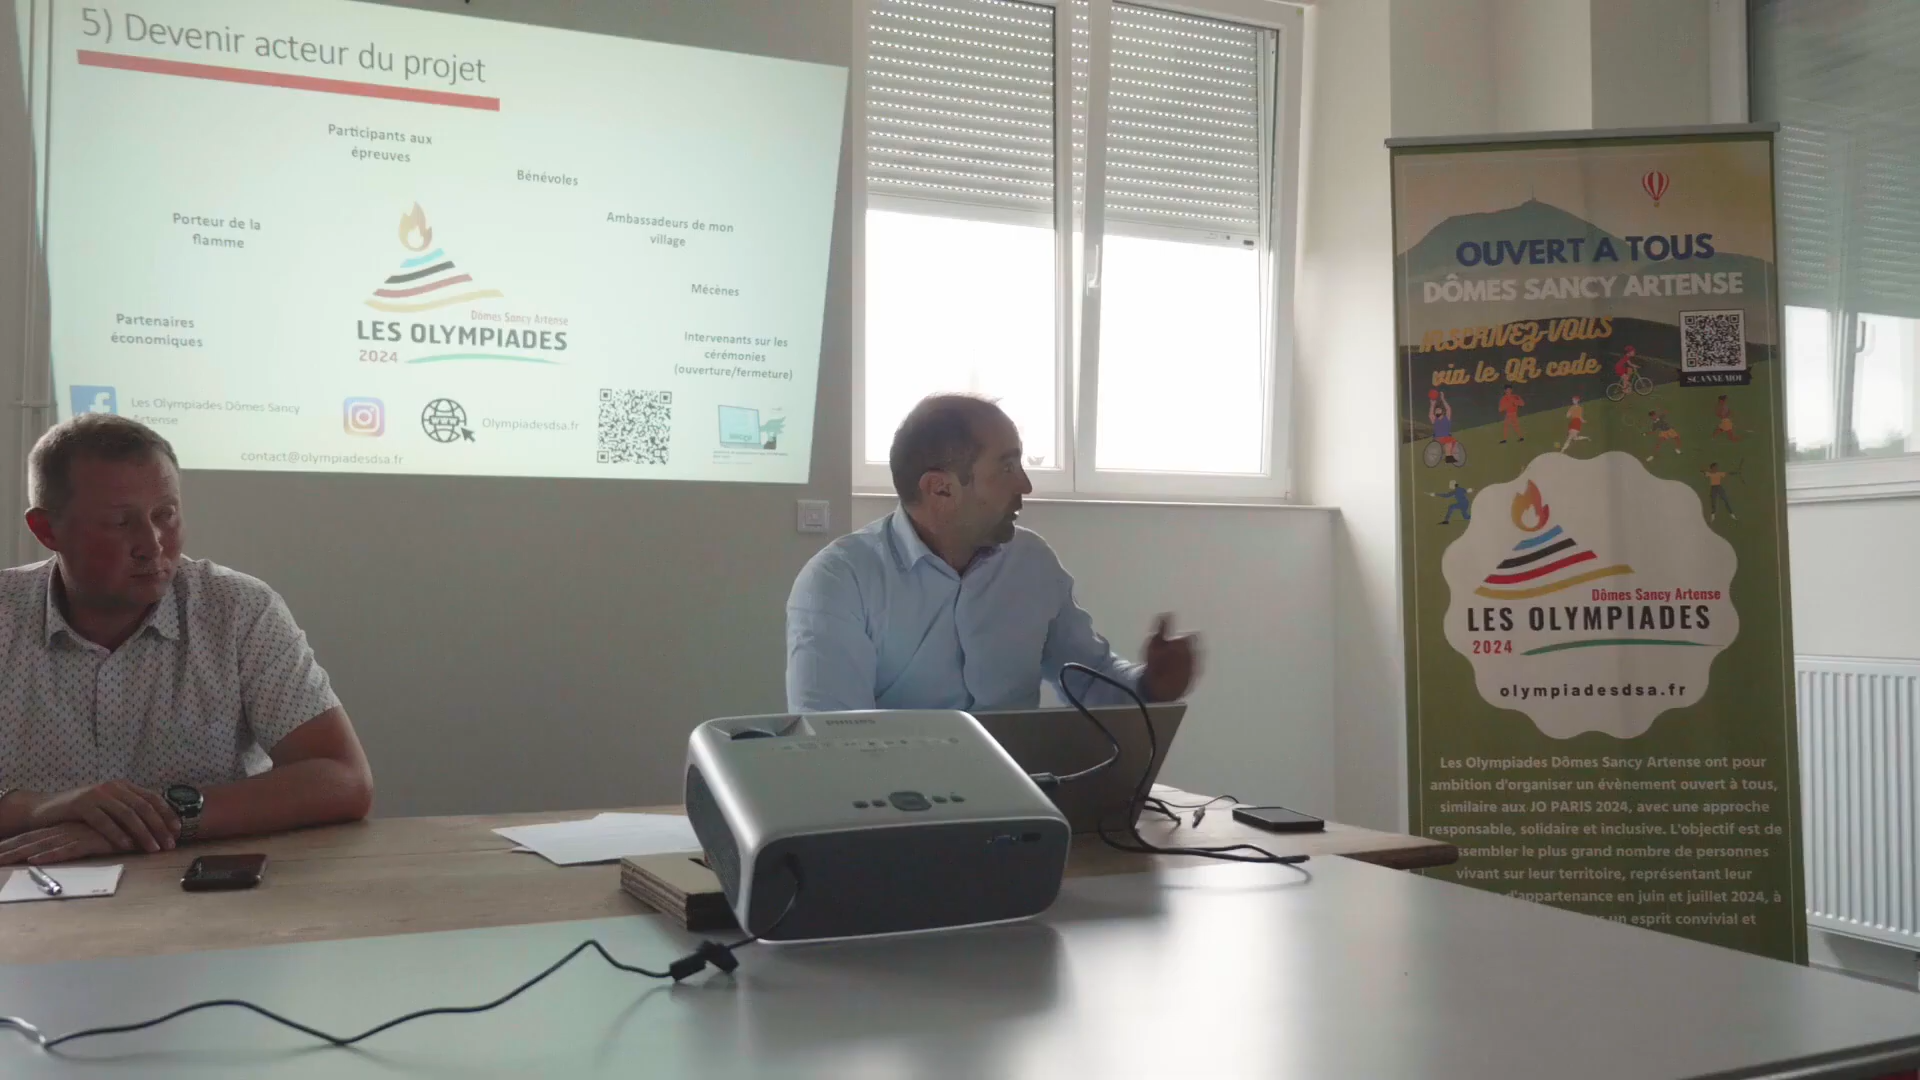 5) Devenir acteur du projet
Participants aux
épreuves
Bénévoles
Porteur de la
flamme
Ambassadeurs de mon
village
Mécènes
Partenaires
économiques
Dômes Sancy Artense
LES OLYMPIADES
2024
Intervenants sur les
cérémonies
(ouverture/fermeture)
Les Olympiades Dômes Sancy
Artense
Olympiadesdsa.fr
contact@olympiadesdsa.fr
PHILIPS
OUVERT A TOUS
DÔMES SANCY ARTENSE
INSCRIVEZ-VOUS
via le QR code
SCANNE MOI
Dômes Sancy Artense
LES OLYMPIADES
2024
olympiadesdsa.fr
Les Olympiades Dômes Sancy Artense ont pour
ambition d'organiser un évènement ouvert à tous,
similaire aux JO PARIS 2024, avec une approche
responsable, solidaire et inclusive. L'objectif est de
ssembler le plus grand nombre de personnes
vivant sur leur territoire, représentant leur
d'appartenance en juin et juillet 2024, à
un esprit convivial et